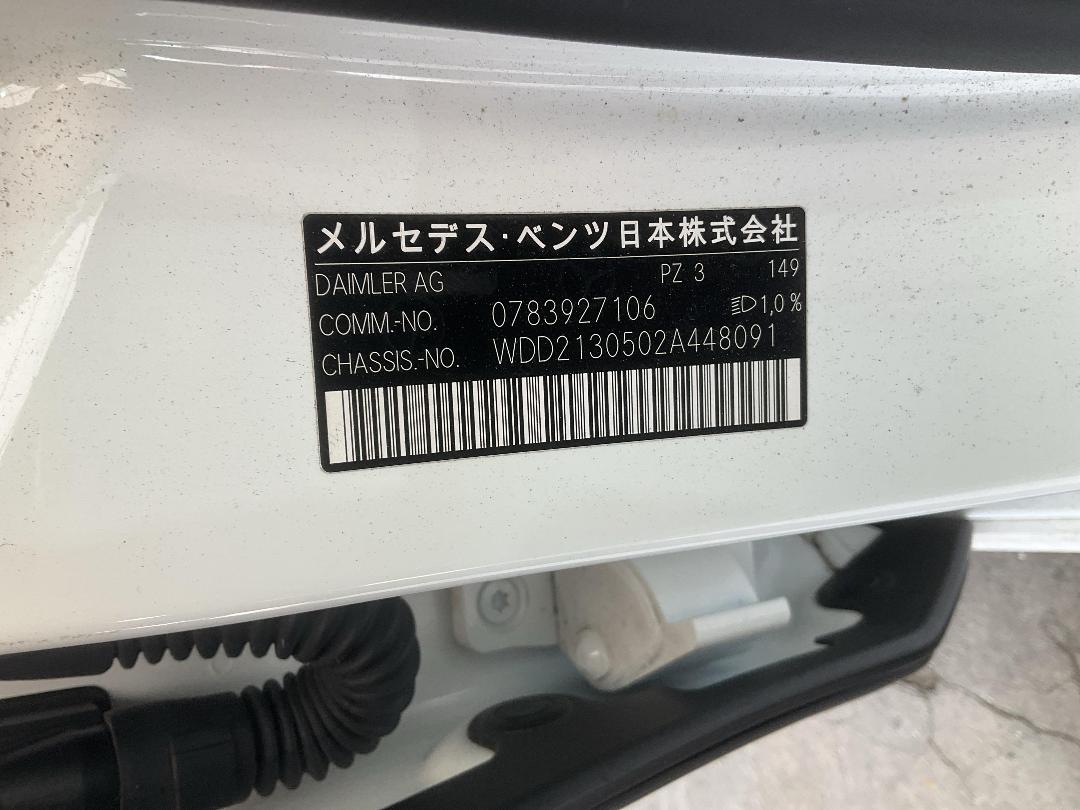 メルセデス・ベンツ日本株式会社
DAIMLER AG PZ 3 149
COMM.-NO. 0783927106 1,0 %
CHASSIS.-NO. WDD2130502A448091